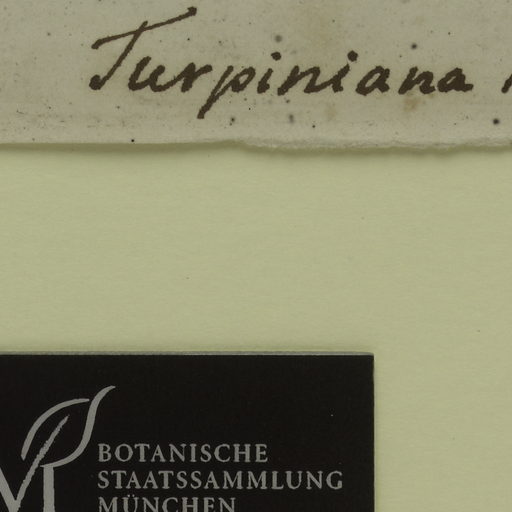 Turpiniana
BOTANISCHE
STAATSSAMMLUNG
MÜNCHEN